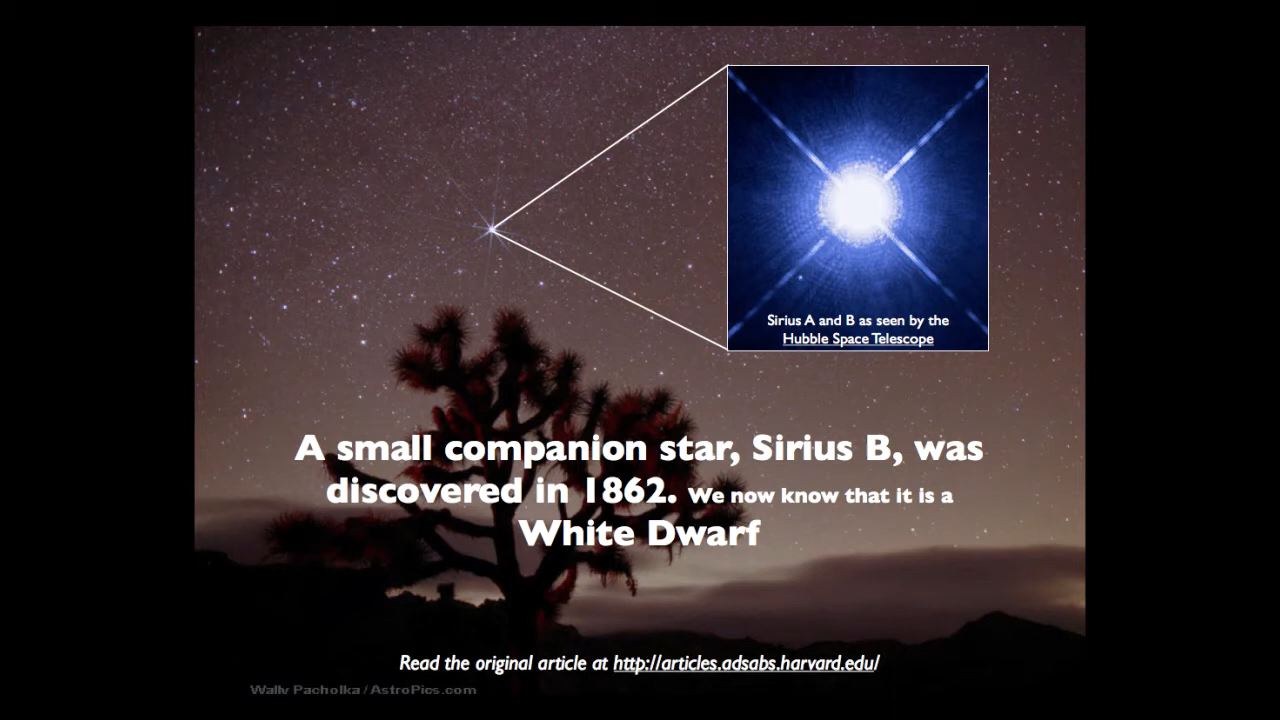 Sirius A and B as seen by the
Hubble Space Telescope
A small companion star, Sirius B, was
discovered in 1862. We now know that it is a
White Dwarf
Read the original article at http://articles.adsabs.harvard.edu/
Wally Pacholka / AstroPics.com